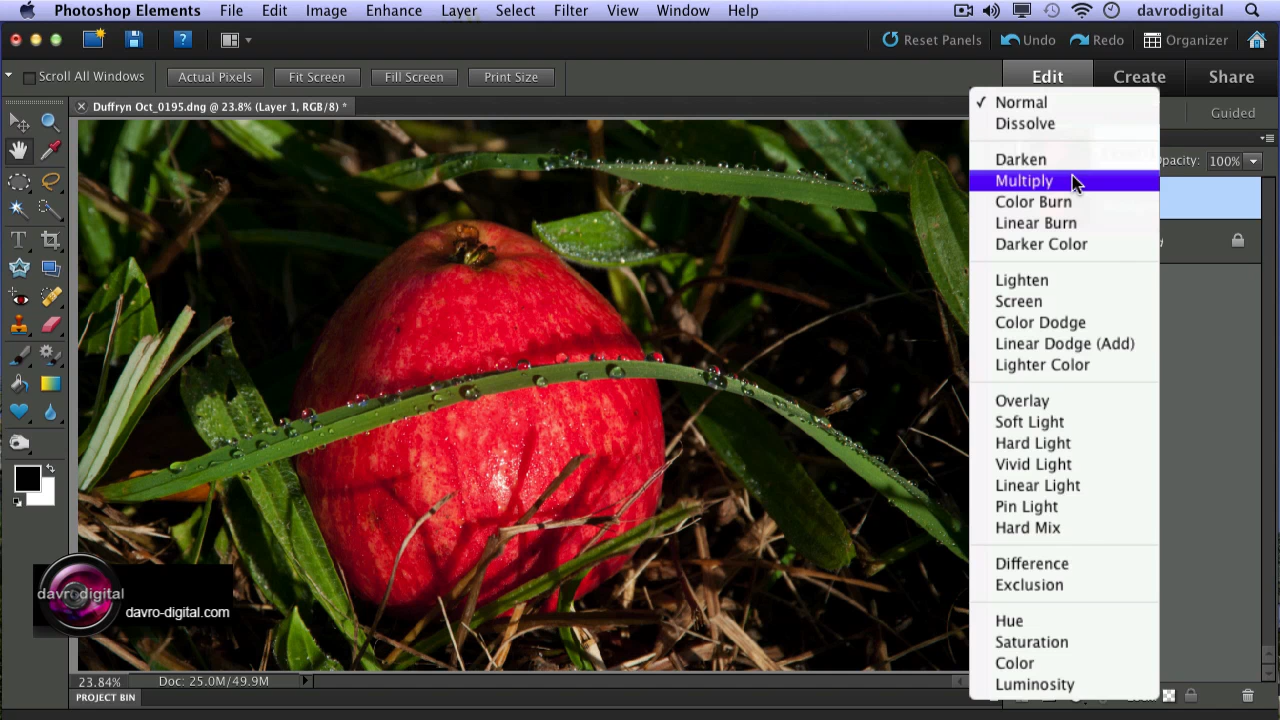 Photoshop Elements File Edit Image Enhance Layer Select Filter View Window Help davrodigital
? Reset Panels Undo Redo Organizer
Scroll All Windows Actual Pixels Fit Screen Fill Screen Print Size Edit Create Share
Duffryn Oct_0195.dng @ 23.8% (Layer 1, RGB/8) *
Guided
Opacity: 100%
✓ Normal
Dissolve
Darken
Multiply
Color Burn
Linear Burn
Darker Color
Lighten
Screen
Color Dodge
Linear Dodge (Add)
Lighter Color
Overlay
Soft Light
Hard Light
Vivid Light
Linear Light
Pin Light
Hard Mix
Difference
Exclusion
Hue
Saturation
Color
Luminosity
T
davro digital
davro-digital.com
23.84% Doc: 25.0M/49.9M
PROJECT BIN